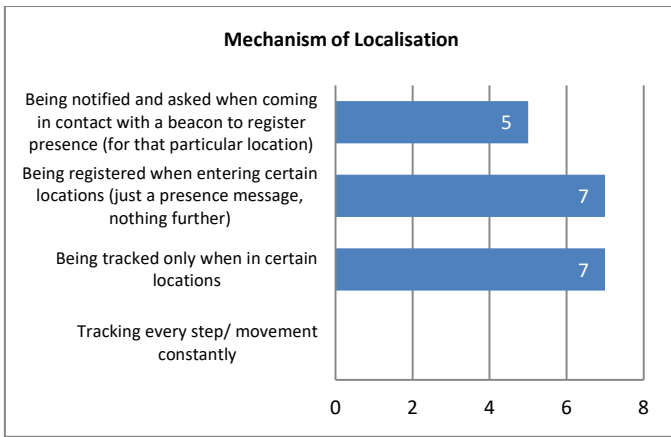 Mechanism of Localisation
Being notified and asked when coming
in contact with a beacon to register
presence (for that particular location)
5
Being registered when entering certain
locations (just a presence message,
nothing further)
7
Being tracked only when in certain
locations
7
Tracking every step/ movement
constantly
0 2 4 6 8